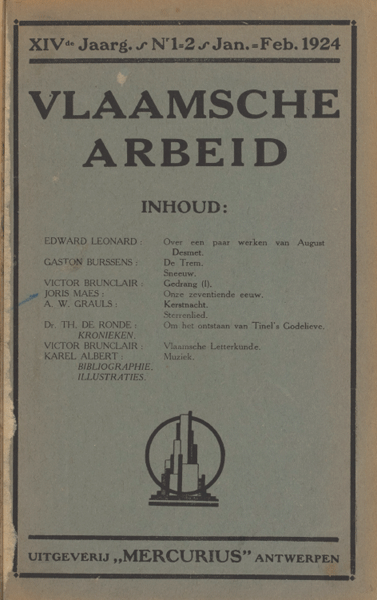 XIVde Jaarg. ~ Nr 1=2 ~ Jan.=Feb. 1924
VLAAMSCHE
ARBEID
INHOUD:
EDWARD LEONARD : Over een paar werken van August
Desmet.
GASTON BURSSENS : De Trem.
Sneeuw.
VICTOR BRUNCLAIR : Gedrang (I).
JORIS MAES : Onze zeventiende eeuw.
A. W. GRAULS : Kerstnacht.
Sterrenlied.
Dr. TH. DE RONDE : Om het ontstaan van Tinel's Godelieve.
KRONIEKEN:
VICTOR BRUNCLAIR : Vlaamsche Letterkunde.
KAREL ALBERT : Muziek.
BIBLIOGRAPHIE.
ILLUSTRATIES.
UITGEVERIJ „MERCURIUS" ANTWERPEN